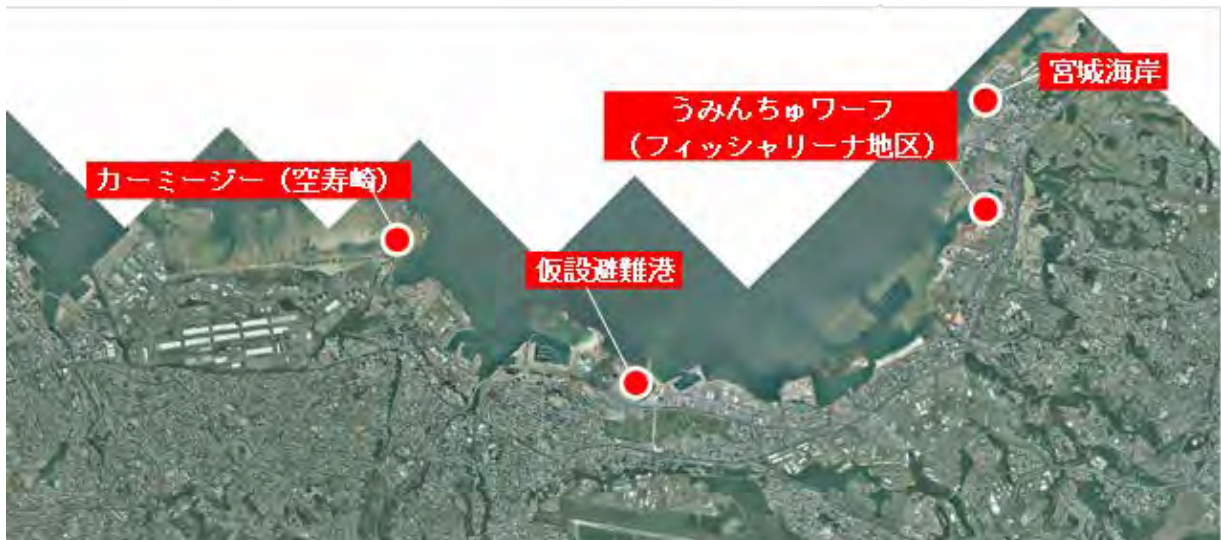 宮城海岸
うみんちゅワーフ
（フィッシャリーナ地区）
カーミージー（空寿崎）
仮設避難港